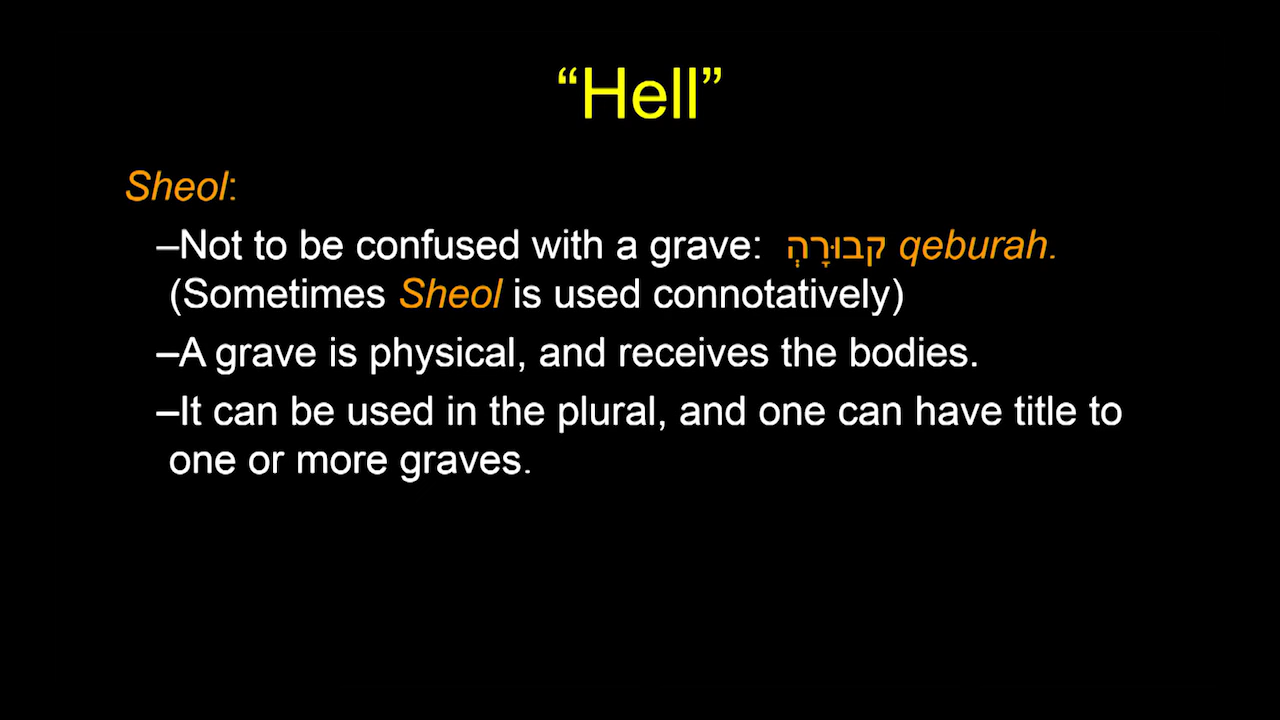 “Hell”
Sheol:
–Not to be confused with a grave: קבוּרָהְ qeburah.
(Sometimes Sheol is used connotatively)
–A grave is physical, and receives the bodies.
–It can be used in the plural, and one can have title to
one or more graves.